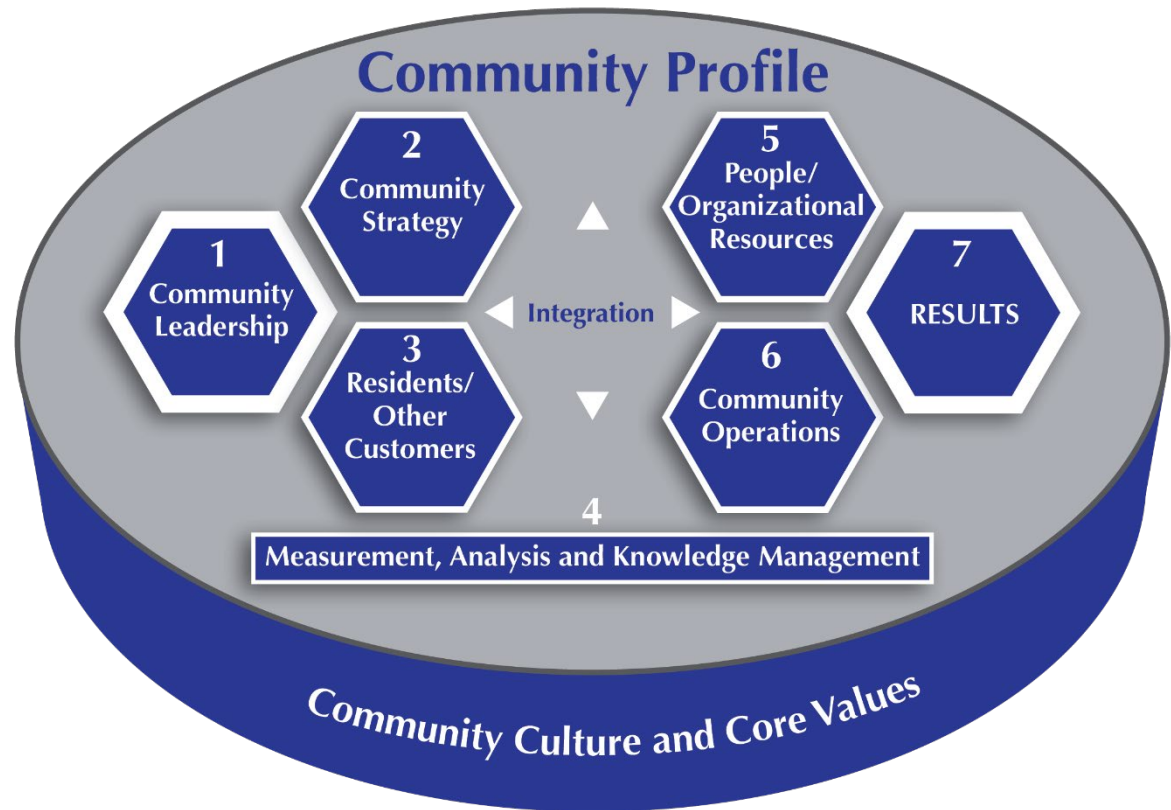 Community Profile
1
Community
Leadership
2
Community
Strategy
3
Residents/
Other
Customers
Integration
5
People/
Organizational
Resources
6
Community
Operations
7
RESULTS
4
Measurement, Analysis and Knowledge Management
Community Culture and Core Values